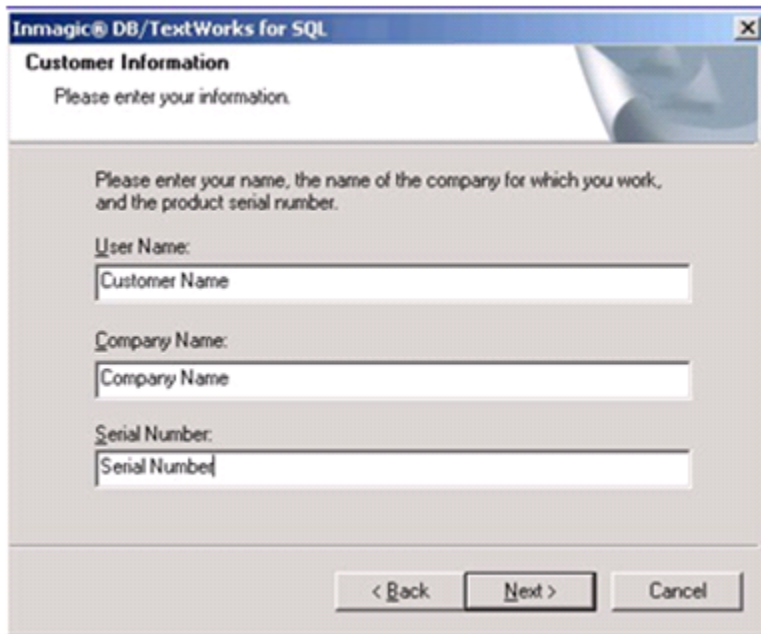 Inmagic® DB/TextWorks for SQL
Customer Information
Please enter your information.
Please enter your name, the name of the company for which you work,
and the product serial number.
User Name:
Customer Name
Company Name:
Company Name
Serial Number:
Serial Number
< Back
Next >
Cancel